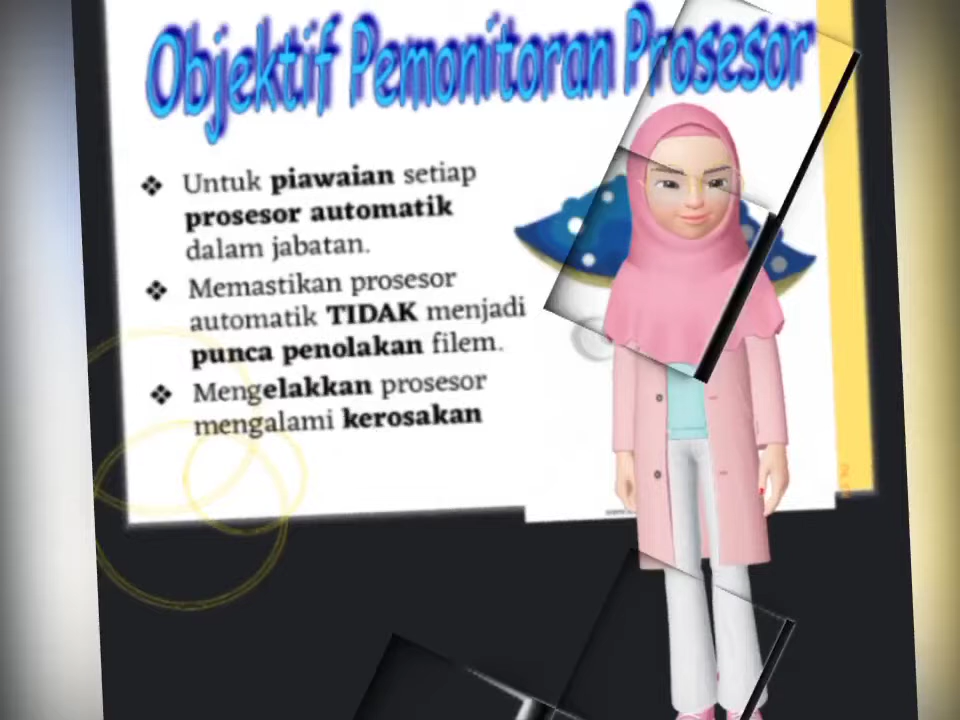 Objektif Pemonitoran Prosesor
❖ Untuk piawaian setiap
prosesor automatik
dalam jabatan.
❖ Memastikan prosesor
automatik TIDAK menjadi
punca penolakan filem.
❖ Mengelakkan prosesor
mengalami kerosakan